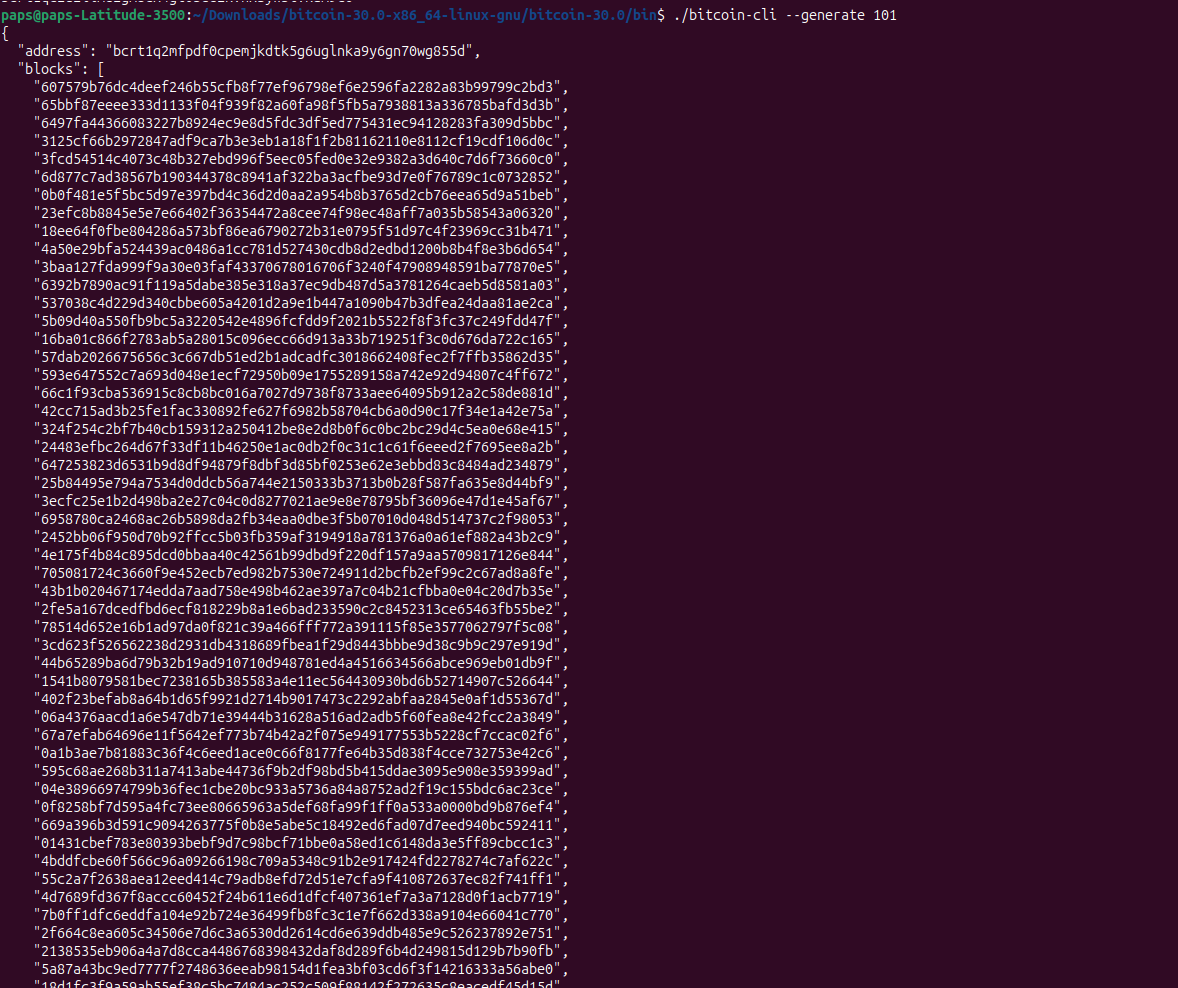 paps@paps-Latitude-3500:~/Downloads/bitcoin-30.0-x86_64-linux-gnu/bitcoin-30.0/bin$ ./bitcoin-cli --generate 101
{
"address": "bcrt1q2mfpdf0cpemjkdtk5g6uglnka9y6gn70wg855d",
"blocks": [
"607579b76dc4deef246b55cfb8f77ef96798ef6e2596fa2282a83b99799c2bd3",
"65bbf87eeee333d1133f04f939f82a60fa98f5fb5a7938813a336785bafd3d3b",
"6497fa44366083227b8924ec9e8d5fdc3df5ed775431ec94128283fa309d5bbc",
"3125cf66b2972847adf9ca7b3e3eb1a18f1f2b81162110e8112cf19cdf106d0c",
"3fcd54514c4073c48b327ebd996f5eec05fed0e32e9382a3d640c7d6f73660c0",
"6d877c7ad38567b190344378c8941af322ba3acfbe93d7e0f76789c1c0732852",
"0b0f481e5f5bc5d97e397bd4c36d2d0aa2a954b8b3765d2cb76eea65d9a51beb",
"23efc8b8845e5e7e66402f36354472a8cee74f98ec48aff7a035b58543a06320",
"18ee64f0fbe804286a573bf86ea6790272b31e0795f51d97c4f23969cc31b471",
"4a50e29bfa524439ac0486a1cc781d527430cdb8d2edbd1200b8b4f8e3b6d654",
"3baa127fda999f9a30e03faf43370678016706f3240f47908948591ba77870e5",
"6392b7890ac91f119a5dabe385e318a37ec9db487d5a3781264caeb5d8581a03",
"537038c4d229d340cbbe605a4201d2a9e1b447a1090b47b3dfea24daa81ae2ca",
"5b09d40a550fb9bc5a3220542e4896fcfdd9f2021b5522f8f3fc37c249fdd47f",
"16ba01c866f2783ab5a28015c096ecc66d913a33b719251f3c0d676da722c165",
"57dab2026675656c3c667db51ed2b1adcadfc3018662408fec2f7ffb35862d35",
"593e647552c7a693d048e1ecf72950b09e1755289158a742e92d94807c4ff672",
"66c1f93cba536915c8cb8bc016a7027d9738f8733aee64095b912a2c58de881d",
"42cc715ad3b25fe1fac330892fe627f6982b58704cb6a0d90c17f34e1a42e75a",
"324f254c2bf7b40cb159312a250412be8e2d8b0f6c0bc2bc29d4c5ea0e68e415",
"24483efbc264d67f33df11b46250e1ac0db2f0c31c1c61f6eeed2f7695ee8a2b",
"647253823d6531b9d8df94879f8dbf3d85bf0253e62e3ebbd83c8484ad234879",
"25b84495e794a7534d0ddcb56a744e2150333b3713b0b28f587fa635e8d44bf9",
"3ecfc25e1b2d498ba2e27c04c0d8277021ae9e8e78795bf36096e47d1e45af67",
"6958780ca2468ac26b5898da2fb34eaa0dbe3f5b07010d048d514737c2f98053",
"2452bb06f950d70b92ffcc5b03fb359af3194918a781376a0a61ef882a43b2c9",
"4e175f4b84c895dcd0bbaa40c42561b99dbd9f220df157a9aa5709817126e844",
"705081724c3660f9e452ecb7ed982b7530e724911d2bcfb2ef99c2c67ad8a8fe",
"43b1b020467174edda7aad758e498b462ae397a7c04b21cfbba0e04c20d7b35e",
"2fe5a167dcedfbd6ecf818229b8a1e6bad233590c2c8452313ce65463fb55be2",
"78514d652e16b1ad97da0f821c39a466fff772a391115f85e3577062797f5c08",
"3cd623f526562238d2931db4318689fbea1f29d8443bbbe9d38c9b9c297e919d",
"44b65289ba6d79b32b19ad910710d948781ed4a4516634566abce969eb01db9f",
"1541b8079581bec7238165b385583a4e11ec564430930bd6b52714907c526644",
"402f23befab8a64b1d65f9921d2714b9017473c2292abfaa2845e0af1d55367d",
"06a4376aacd1a6e547db71e39444b31628a516ad2adb5f60fea8e42fcc2a3849",
"67a7efab64696e11f5642ef773b74b42a2f075e949177553b5228cf7ccac02f6",
"0a1b3ae7b81883c36f4c6eed1ace0c66f8177fe64b35d838f4cce732753e42c6",
"595c68ae268b311a7413abe44736f9b2df98bd5b415ddae3095e908e359399ad",
"04e38966974799b36fec1cbe20bc933a5736a84a8752ad2f19c155bdc6ac23ce",
"0f8258bf7d595a4fc73ee80665963a5def68fa99f1ff0a533a0000bd9b876ef4",
"669a396b3d591c9094263775f0b8e5abe5c18492ed6fad07d7eed940bc592411",
"01431cbef783e80393bebf9d7c98bcf71bbe0a58ed1c6148da3e5ff89cbcc1c3",
"4bddfcbe60f566c96a09266198c709a5348c91b2e917424fd2278274c7af622c",
"55c2a7f2638aea12eed414c79adb8efd72d51e7cfa9f410872637ec82f741ff1",
"4d7689fd367f8accc60452f24b611e6d1dfcf407361ef7a3a7128d0f1acb7719",
"7b0ff1dfc6eddfa104e92b724e36499fb8fc3c1e7f662d338a9104e66041c770",
"2f664c8ea605c34506e7d6c3a6530dd2614cd6e639ddb485e9c526237892e751",
"2138535eb906a4a7d8cca4486768398432daf8d289f6b4d249815d129b7b90fb",
"5a87a43bc9ed7777f2748636eeab98154d1fea3bf03cd6f3f14216333a56abe0",